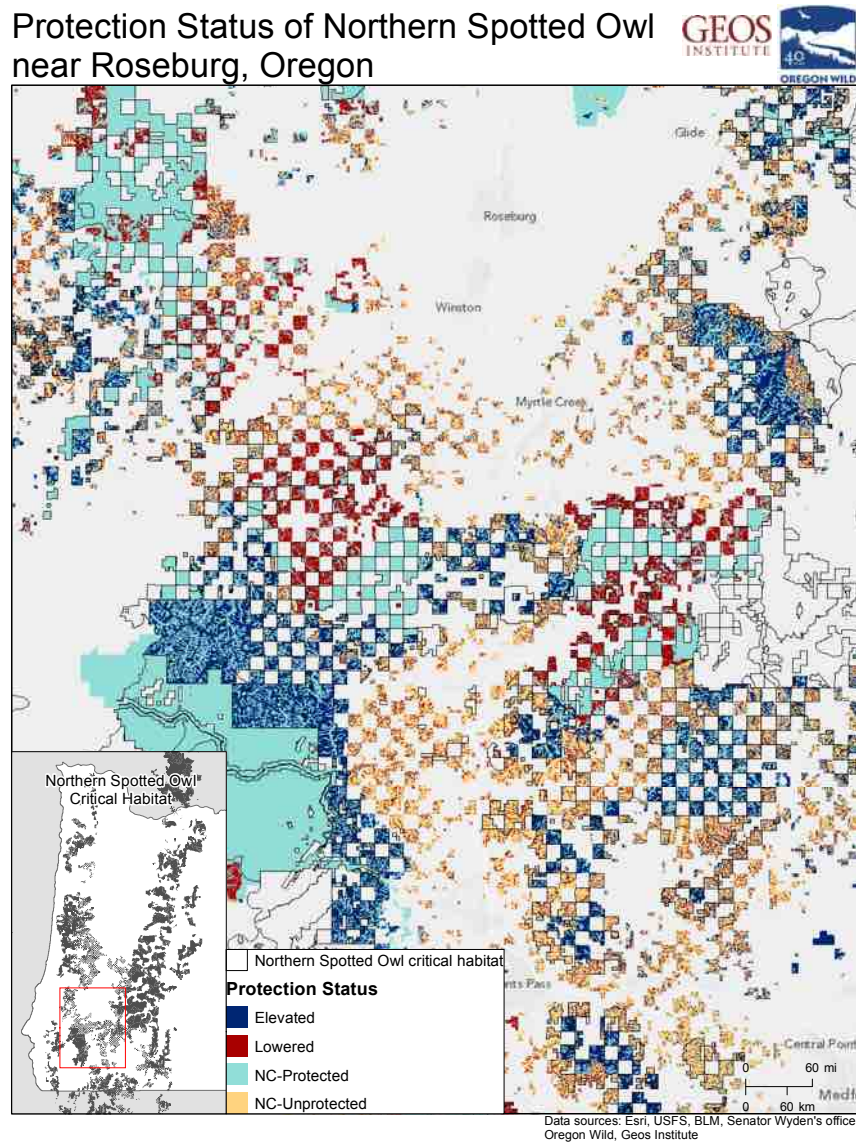 Protection Status of Northern Spotted Owl
near Roseburg, Oregon
GEOS
INSTITUTE
40
OREGON WILD
Glide
Roseburg
Winston
Myrtle Creek
Northern Spotted Owl
Critical Habitat
Northern Spotted Owl critical habitat
nts Pass
Protection Status
Elevated
Lowered
NC-Protected
NC-Unprotected
Central Point
0 60 mi
Medf
0 60 km
Data sources: Esri, USFS, BLM, Senator Wyden's office
Oregon Wild, Geos Institute